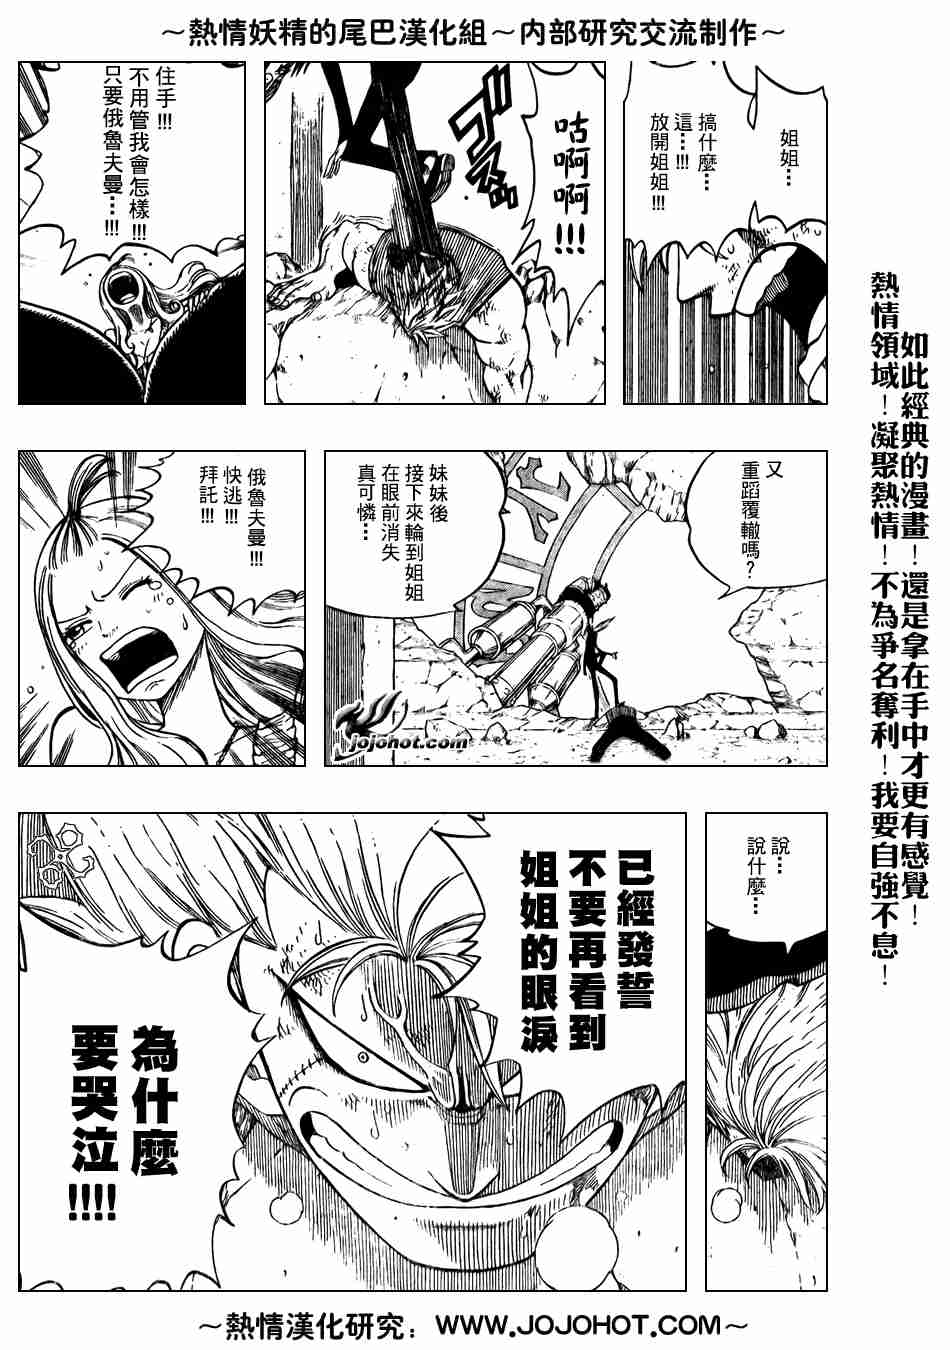 ～熱情妖精的尾巴漢化組～內部研究交流制作～
姐姐…
搞什麼…
這…!!!
放開姐姐!!!
咕啊啊!!!
住手!!!
不用管我會怎樣!!!
只要俄魯夫曼…!!!
又
重蹈覆轍嗎?
妹妹後
接下來輪到姐姐
在眼前消失
真可憐…
jojohot.com
俄魯夫曼!!!
快逃!!!
拜託!!!
說…
說什麼…
已經發誓
不要再看到
姐姐的眼淚
為什麼
要哭泣
!!!!
如此經典的漫畫！還是拿在手中才更有感覺！
熱情領域！凝聚熱情！不為爭名奪利！我要自強不息！
～熱情漢化研究：WWW.JOJOHOT.COM～